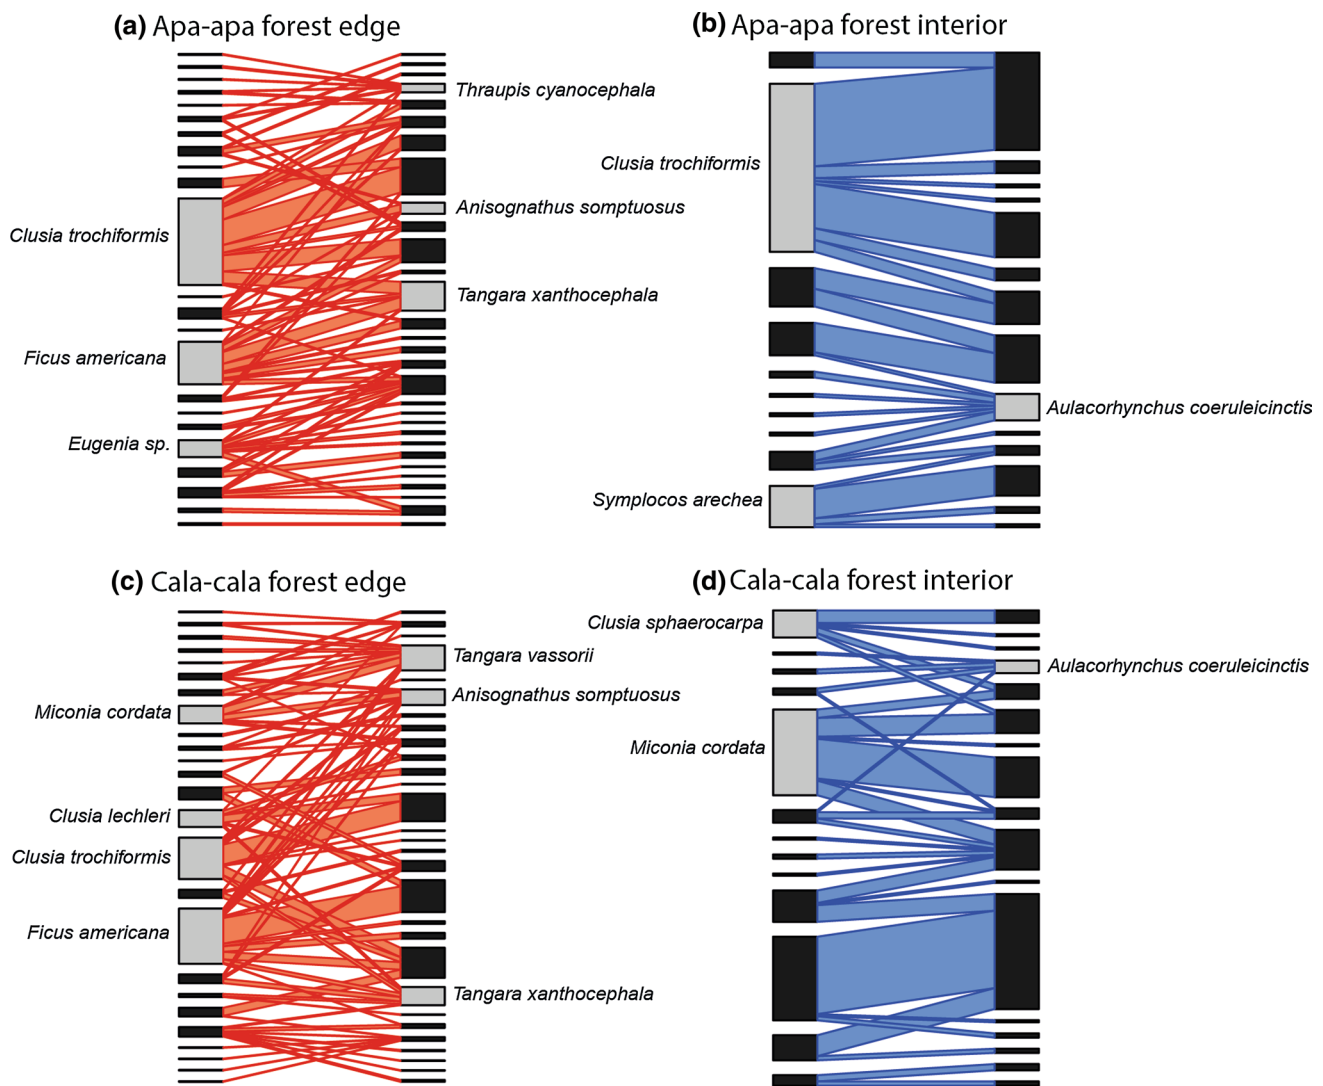 (a) Apa-apa forest edge
Thraupis cyanocephala
Anisognathus somptuosus
Clusia trochiformis
Tangara xanthocephala
Ficus americana
Eugenia sp.
(b) Apa-apa forest interior
Clusia trochiformis
Aulacorhynchus coeruleicinctis
Symplocos arechea
(c) Cala-cala forest edge
Tangara vassorii
Anisognathus somptuosus
Miconia cordata
Clusia lechleri
Clusia trochiformis
Ficus americana
Tangara xanthocephala
(d) Cala-cala forest interior
Clusia sphaerocarpa
Aulacorhynchus coeruleicinctis
Miconia cordata